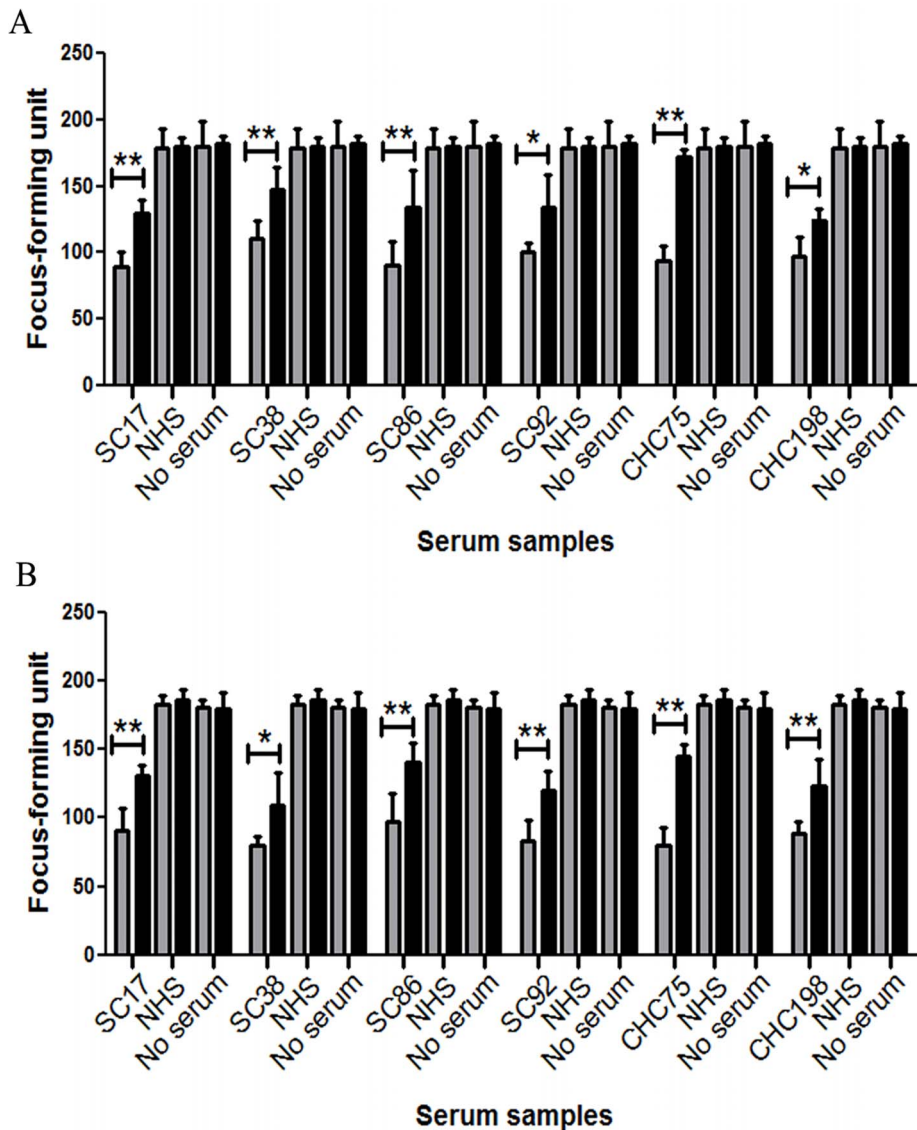 A
250
200
150
100
50
0
Focus-forming unit
** ** ** * ** *
SC17 NHS No serum SC38 NHS No serum SC86 NHS No serum SC92 NHS No serum CHC75 NHS No serum CHC198 NHS No serum
Serum samples
B
250
200
150
100
50
0
Focus-forming unit
** * ** ** ** **
SC17 NHS No serum SC38 NHS No serum SC86 NHS No serum SC92 NHS No serum CHC75 NHS No serum CHC198 NHS No serum
Serum samples